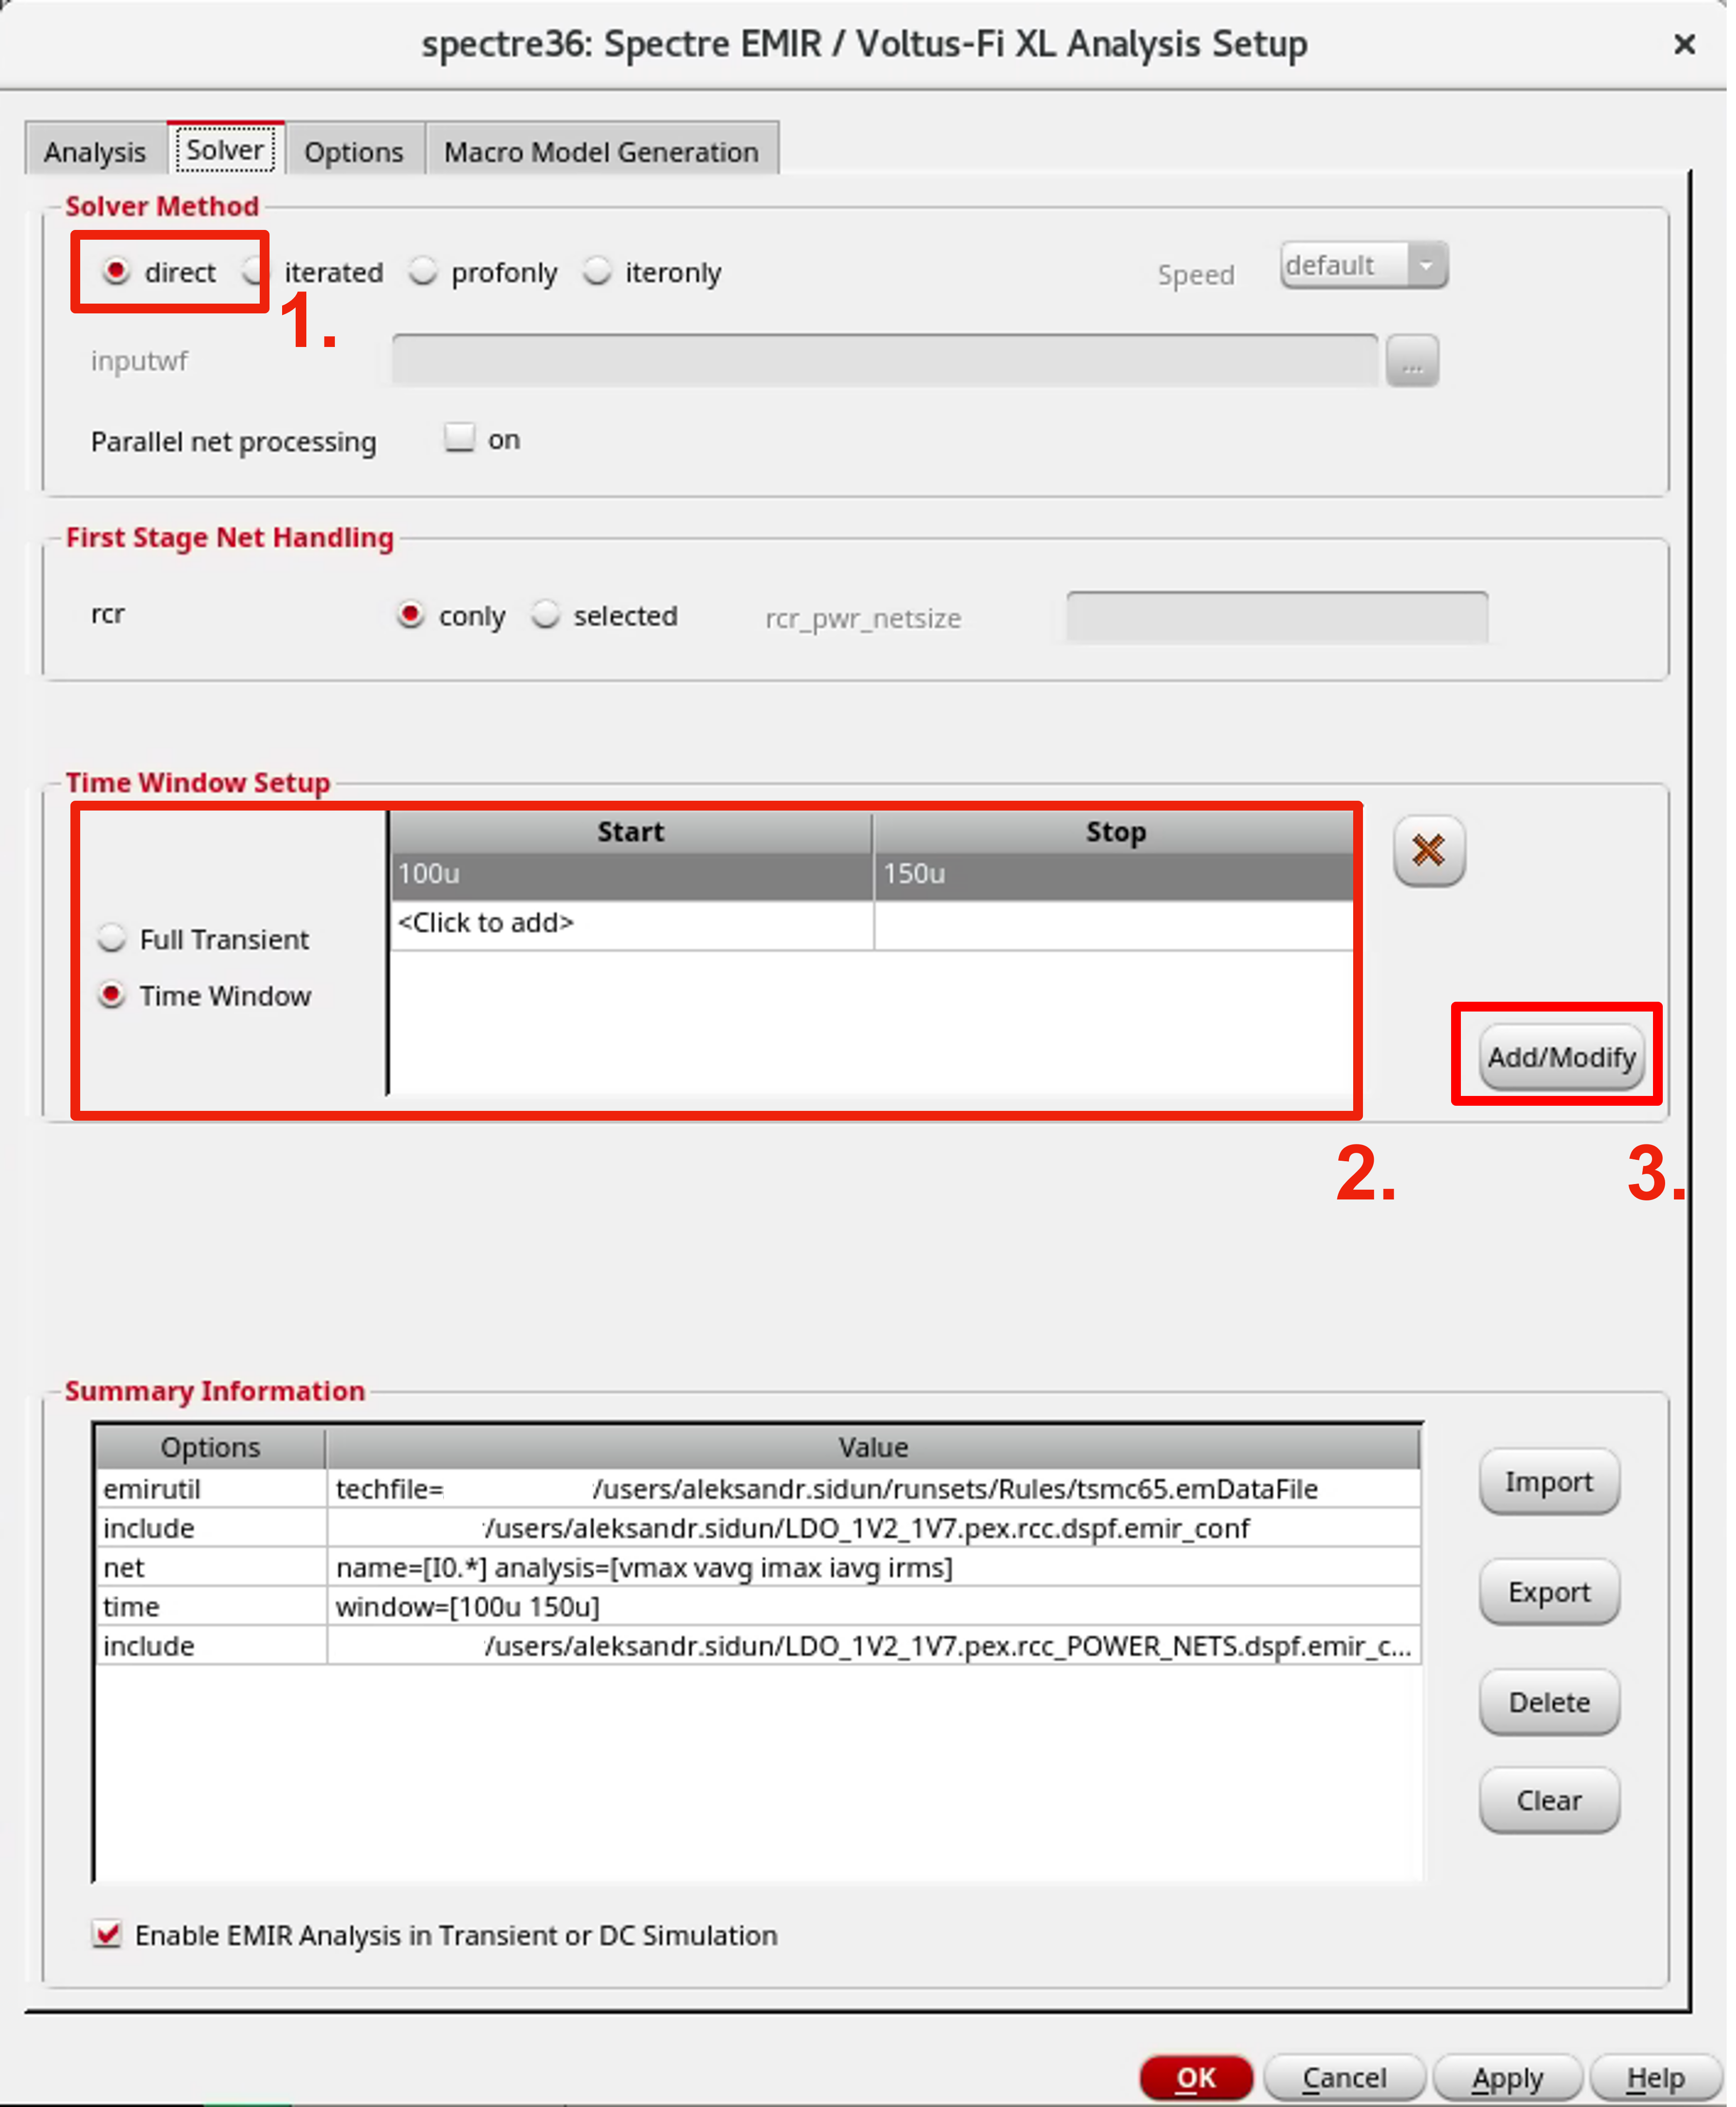 spectre36: Spectre EMIR / Voltus-Fi XL Analysis Setup
Analysis Solver Options Macro Model Generation
Solver Method
direct iterated profonly iteronly Speed default
1.
inputwf ...
Parallel net processing on
First Stage Net Handling
rcr conly selected rcr_pwr_netsize
Time Window Setup
Start Stop
100u 150u
<Click to add>
Full Transient
Time Window
Add/Modify
2. 3.
Summary Information
Options Value
emirutil techfile= /users/aleksandr.sidun/runsets/Rules/tsmc65.emDataFile
include /users/aleksandr.sidun/LDO_1V2_1V7.pex.rcc.dspf.emir_conf
net name=[I0.*] analysis=[vmax vavg imax iavg irms]
time window=[100u 150u]
include /users/aleksandr.sidun/LDO_1V2_1V7.pex.rcc_POWER_NETS.dspf.emir_c...
Import
Export
Delete
Clear
Enable EMIR Analysis in Transient or DC Simulation
OK Cancel Apply Help